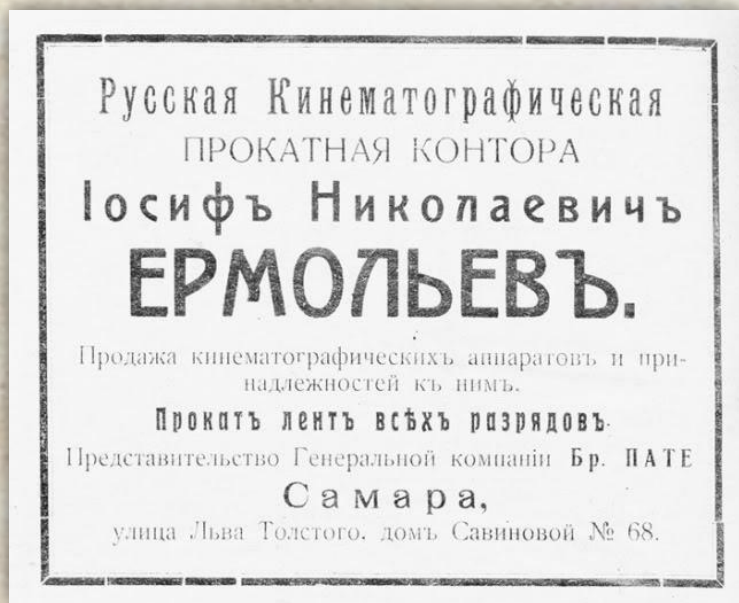 Русская Кинематографическая
ПРОКАТНАЯ КОНТОРА
Іосифъ Николаевичъ
ЕРМОЛЬЕВЪ.
Продажа кинематографическихъ аппаратовъ и при-
надлежностей къ нимъ.
Прокатъ лентъ всѣхъ разрядовъ.
Представительство Генеральной компаніи Бр. ПАТЕ
Самара,
улица Льва Толстого, домъ Савиновой № 68.